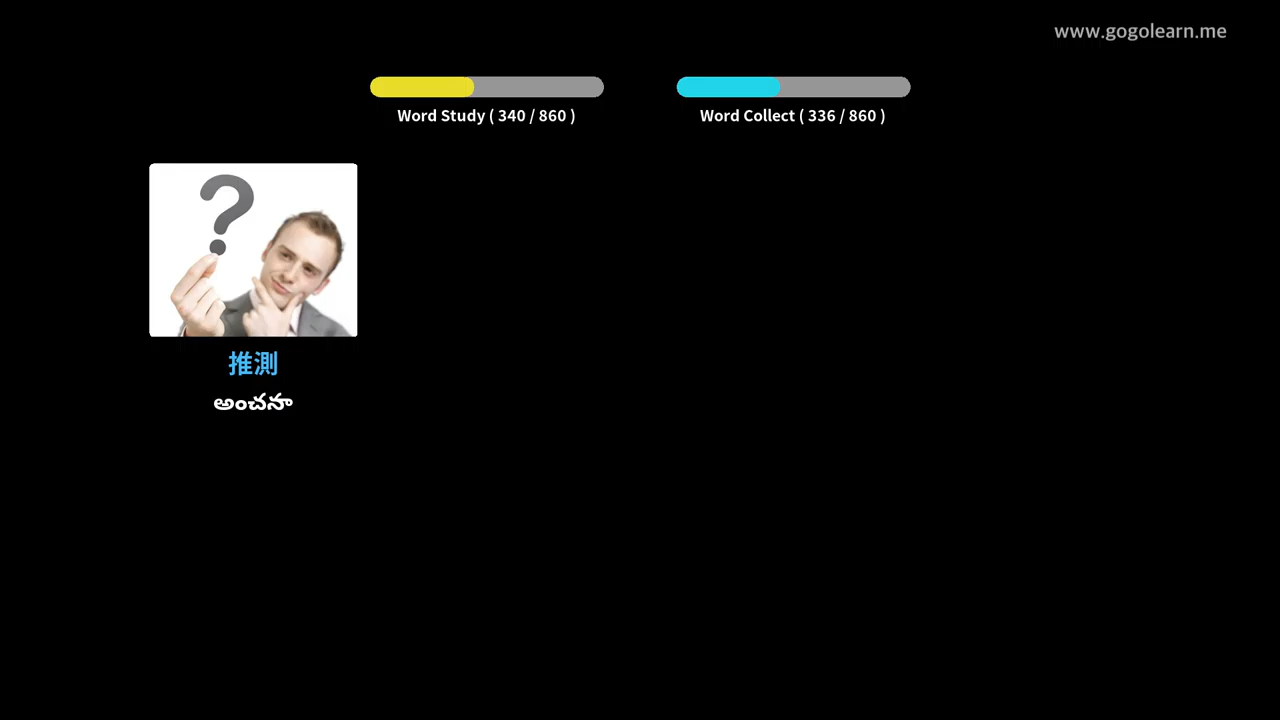 www.gogolearn.me
Word Study ( 340 / 860 )
Word Collect ( 336 / 860 )
?
推測
అంచనా